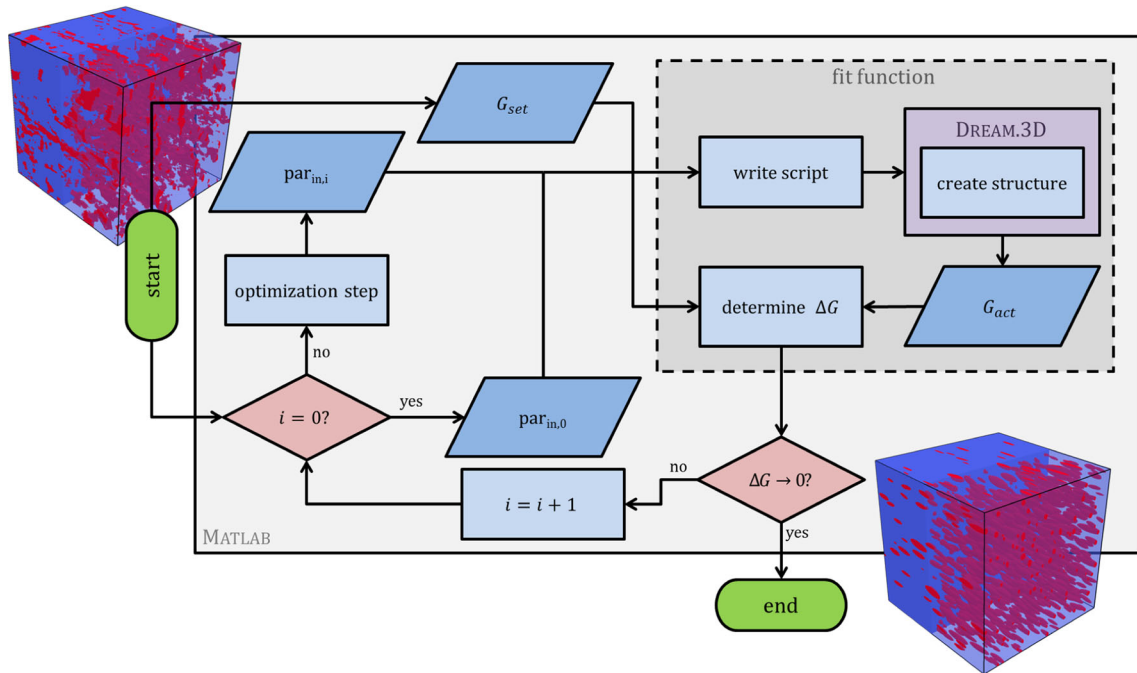 fit function
G_set
DREAM.3D
par_in,i
write script
create structure
start
optimization step
determine ΔG
G_act
no
i = 0?
yes
par_in,0
no
ΔG → 0?
i = i + 1
yes
MATLAB
end